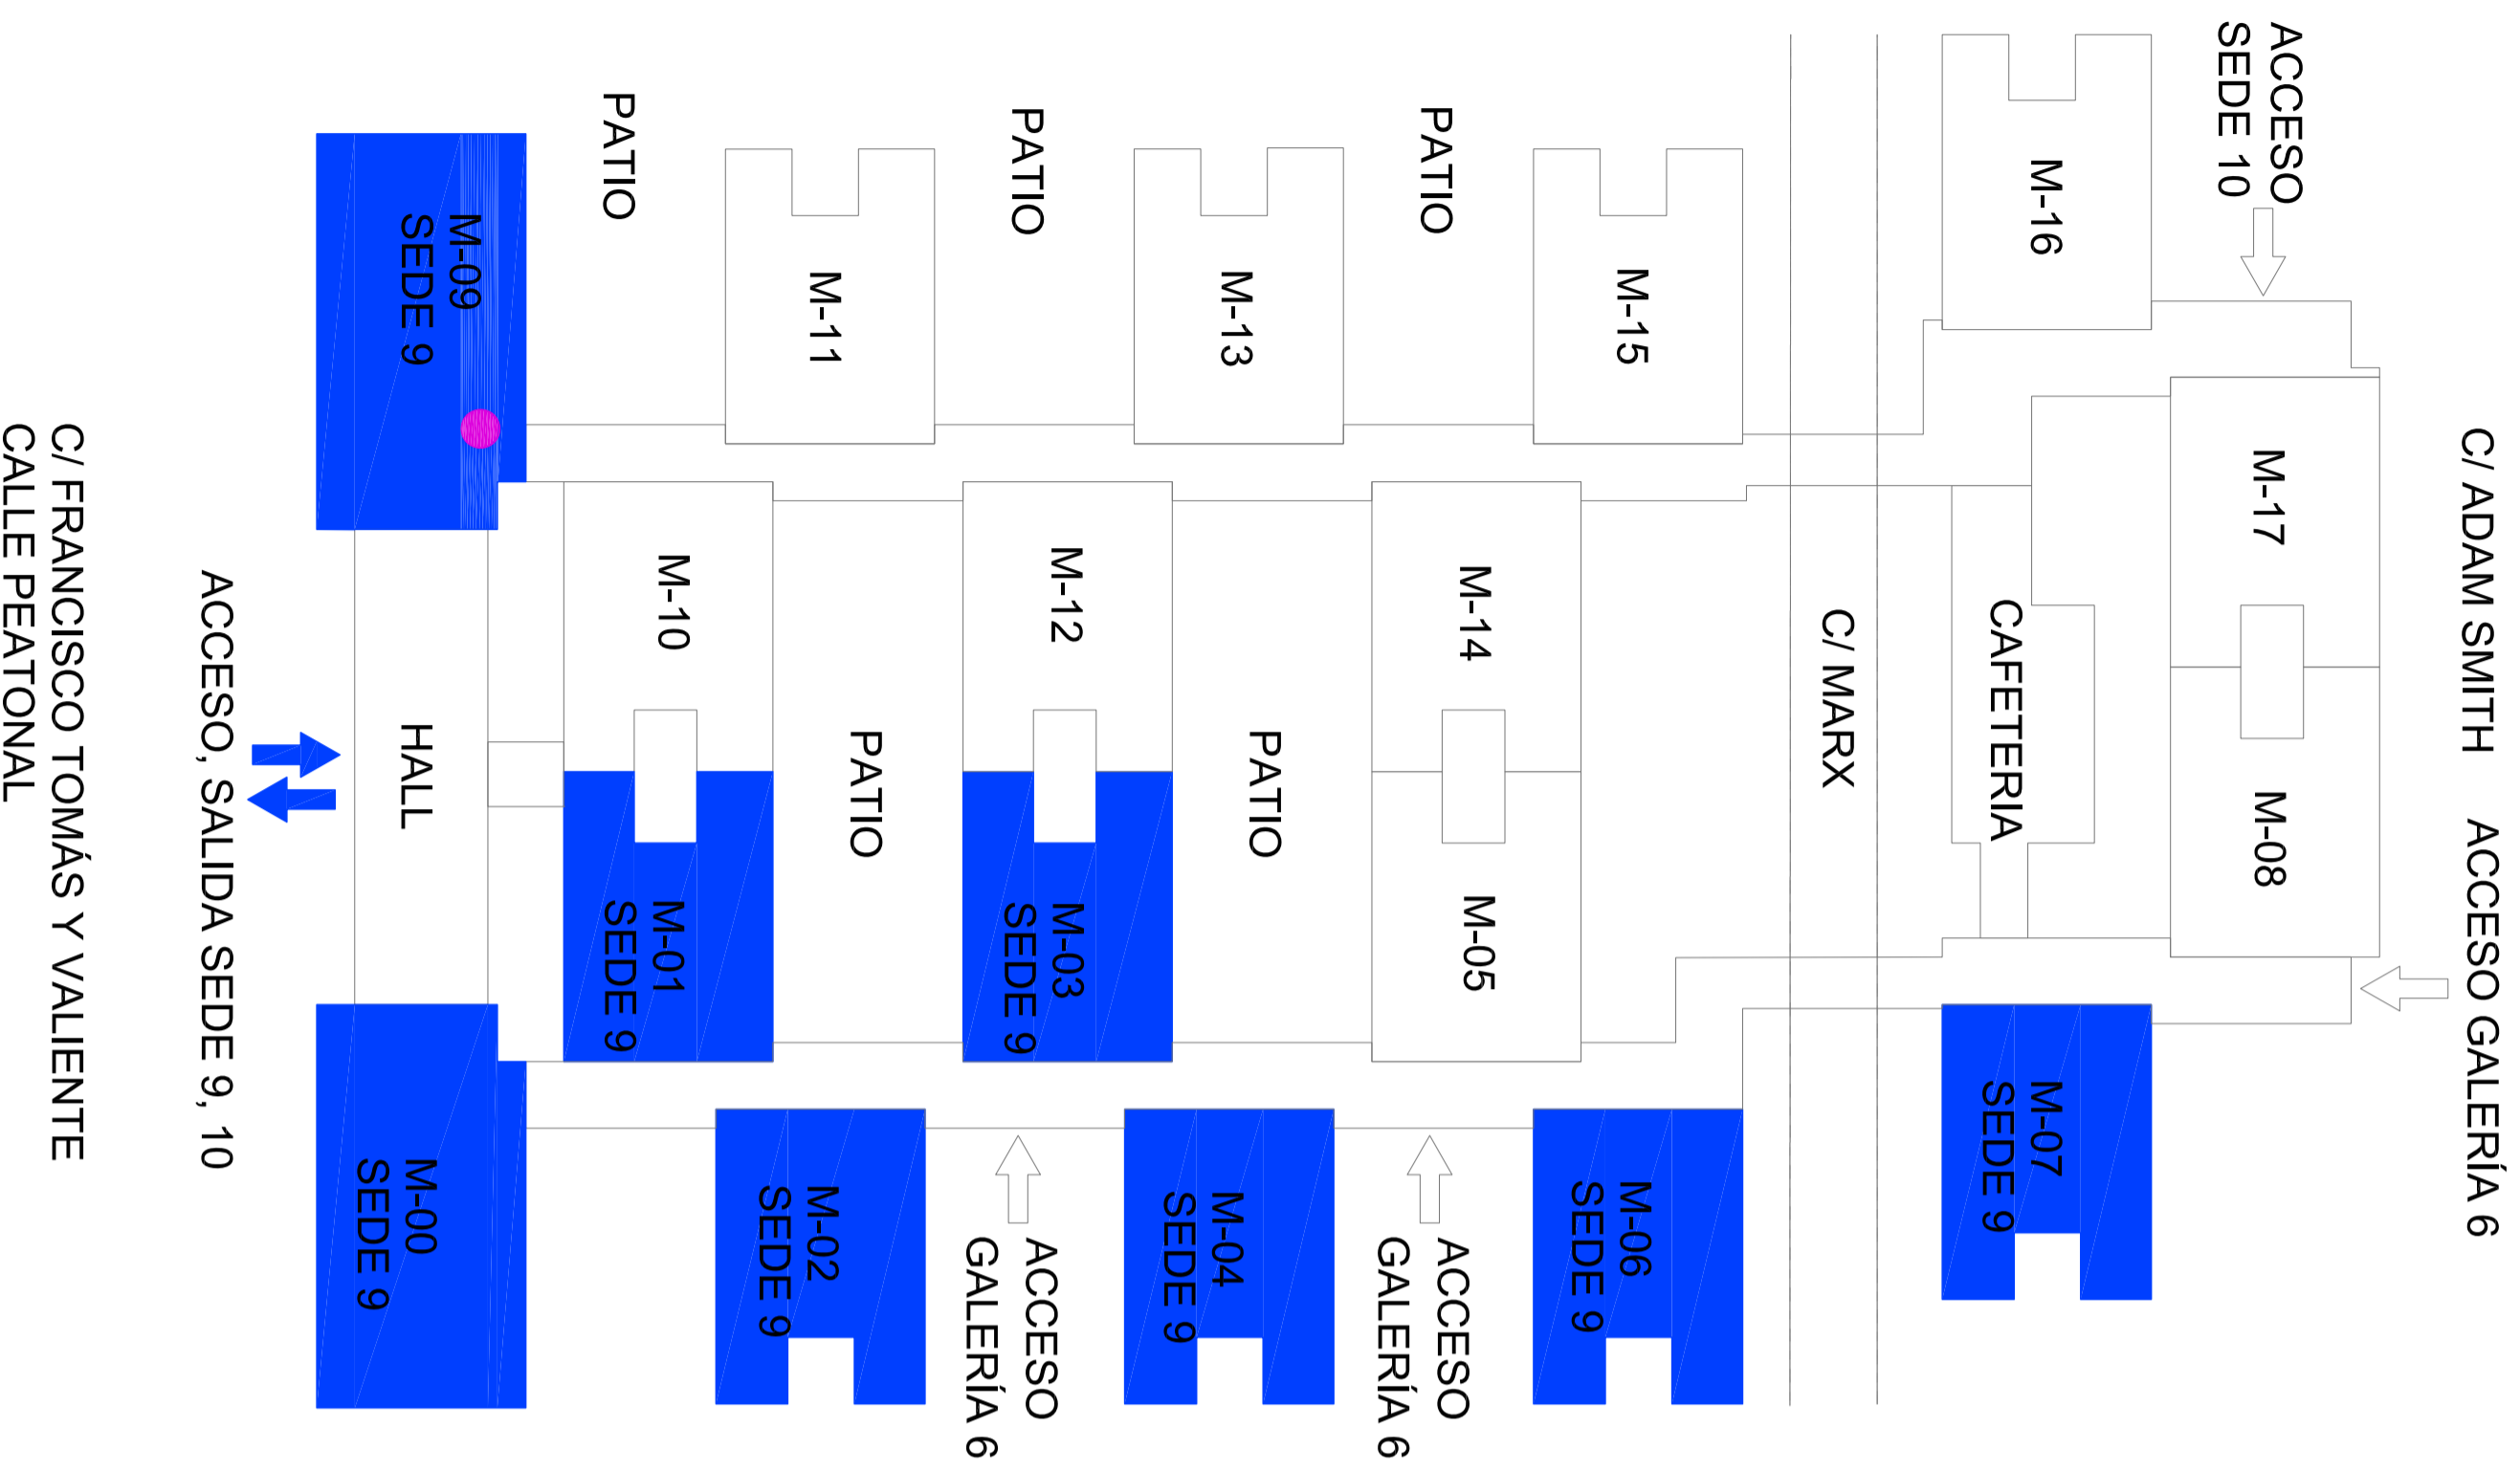 C/ ADAM SMITH
ACCESO GALERÍA 6
ACCESO
SEDE 10
M-17
M-08
M-16
M-07
SEDE 9
CAFETERIA
C/ MARX
M-15
M-06
SEDE 9
M-14
M-05
PATIO
ACCESO
GALERÍA 6
PATIO
M-13
M-04
SEDE 9
M-12
M-03
SEDE 9
PATIO
ACCESO
GALERÍA 6
PATIO
M-11
M-02
SEDE 9
M-10
M-01
SEDE 9
PATIO
M-09
SEDE 9
HALL
M-00
SEDE 9
ACCESO, SALIDA SEDE 9, 10
C/ FRANCISCO TOMÁS Y VALIENTE
CALLE PEATONAL